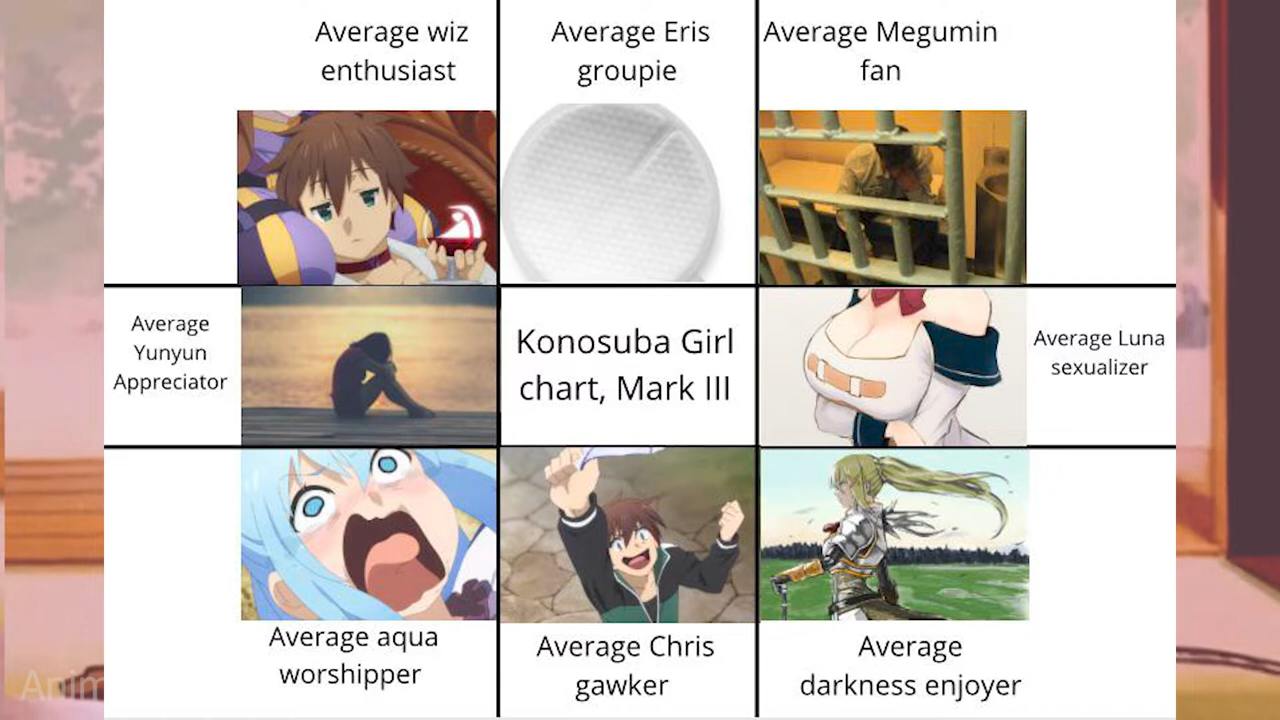 Average wiz
enthusiast
Average Eris
groupie
Average Megumin
fan
Average
Yunyun
Appreciator
Konosuba Girl
chart, Mark III
Average Luna
sexualizer
Average aqua
worshipper
Average Chris
gawker
Average
darkness enjoyer
Anim